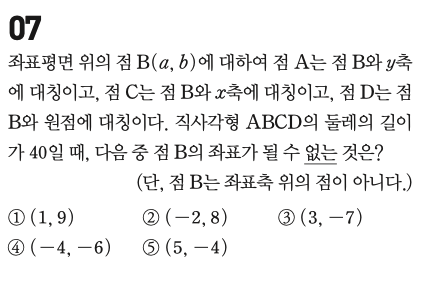 07
좌표평면 위의 점 B(a, b)에 대하여 점 A는 점 B와 y축
에 대칭이고, 점 C는 점 B와 x축에 대칭이고, 점 D는 점
B와 원점에 대칭이다. 직사각형 ABCD의 둘레의 길이
가 40일 때, 다음 중 점 B의 좌표가 될 수 없는 것은?
(단, 점 B는 좌표축 위의 점이 아니다.)
① (1, 9) ② (−2, 8) ③ (3, −7)
④ (−4, −6) ⑤ (5, −4)